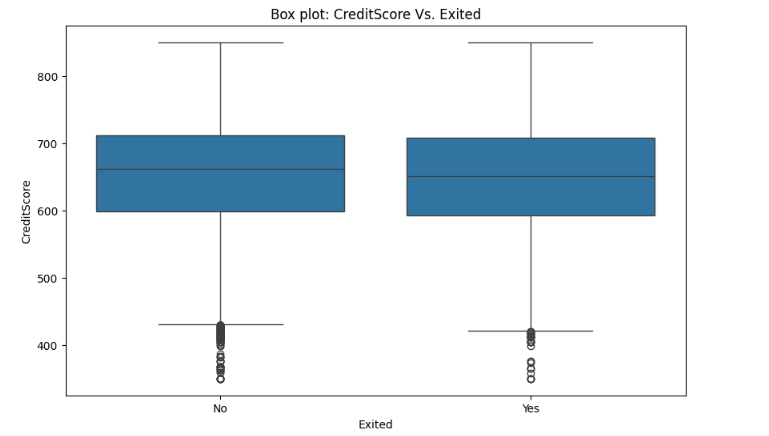 Box plot: CreditScore Vs. Exited
CreditScore
800
700
600
500
400
No
Yes
Exited